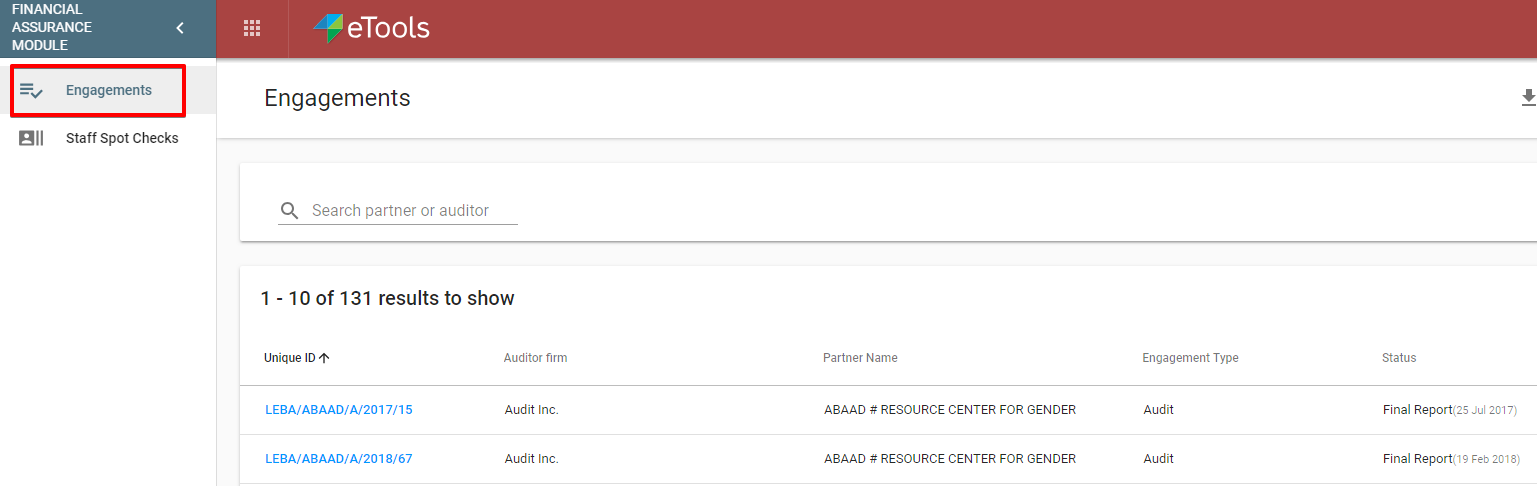 FINANCIAL
ASSURANCE
MODULE
eTools
Engagements
Staff Spot Checks
Engagements
Search partner or auditor
1 - 10 of 131 results to show
Unique ID Auditor firm Partner Name Engagement Type Status
LEBA/ABAAD/A/2017/15 Audit Inc. ABAAD # RESOURCE CENTER FOR GENDER Audit Final Report(25 Jul 2017)
LEBA/ABAAD/A/2018/67 Audit Inc. ABAAD # RESOURCE CENTER FOR GENDER Audit Final Report(19 Feb 2018)